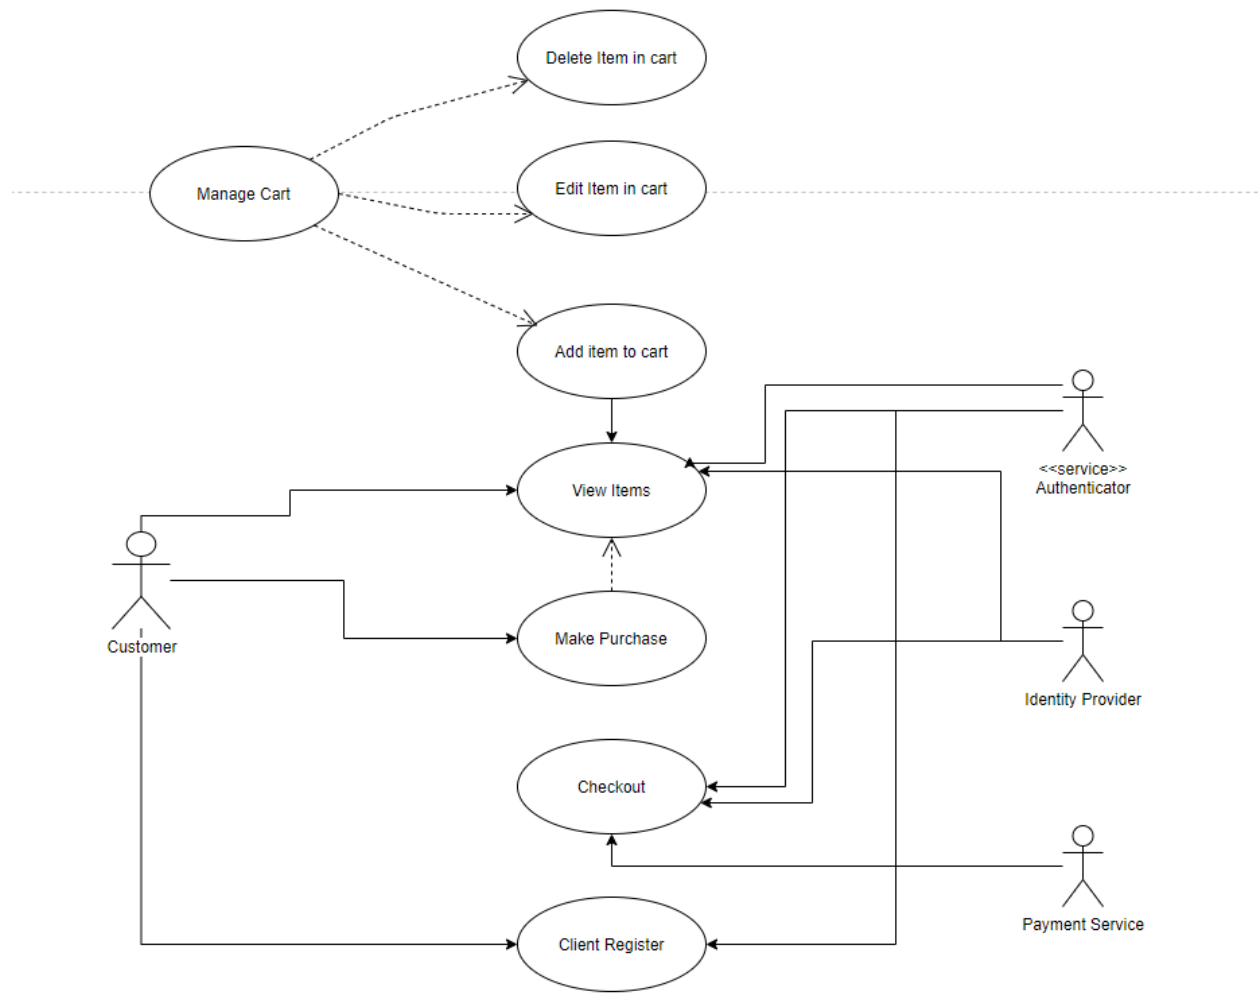 Delete Item in cart
Manage Cart
Edit Item in cart
Add item to cart
<<service>>
Authenticator
View Items
Customer
Make Purchase
Identity Provider
Checkout
Payment Service
Client Register